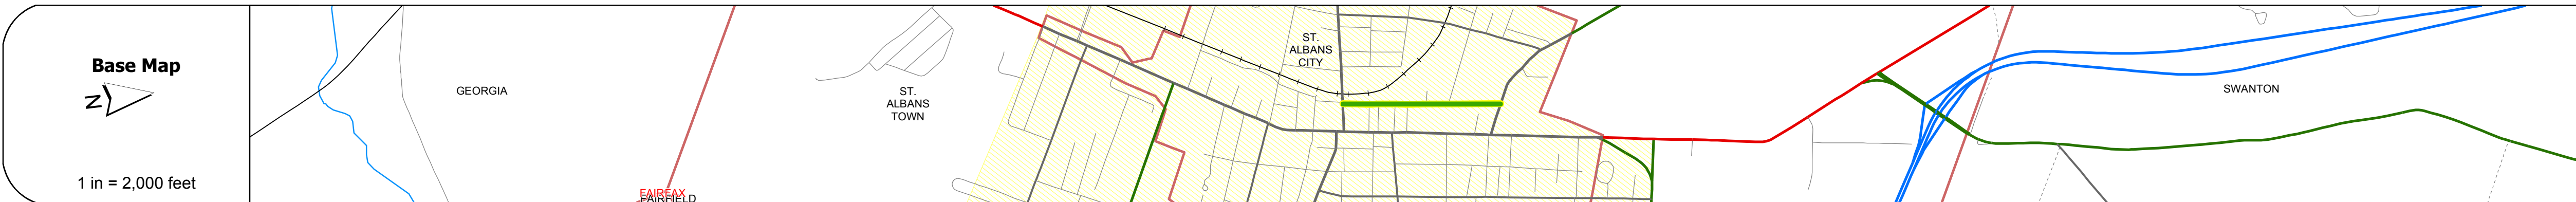 Base Map
N
1 in = 2,000 feet
GEORGIA
FAIRFAX
FAIRFIELD
ST.
ALBANS
TOWN
ST.
ALBANS
CITY
SWANTON